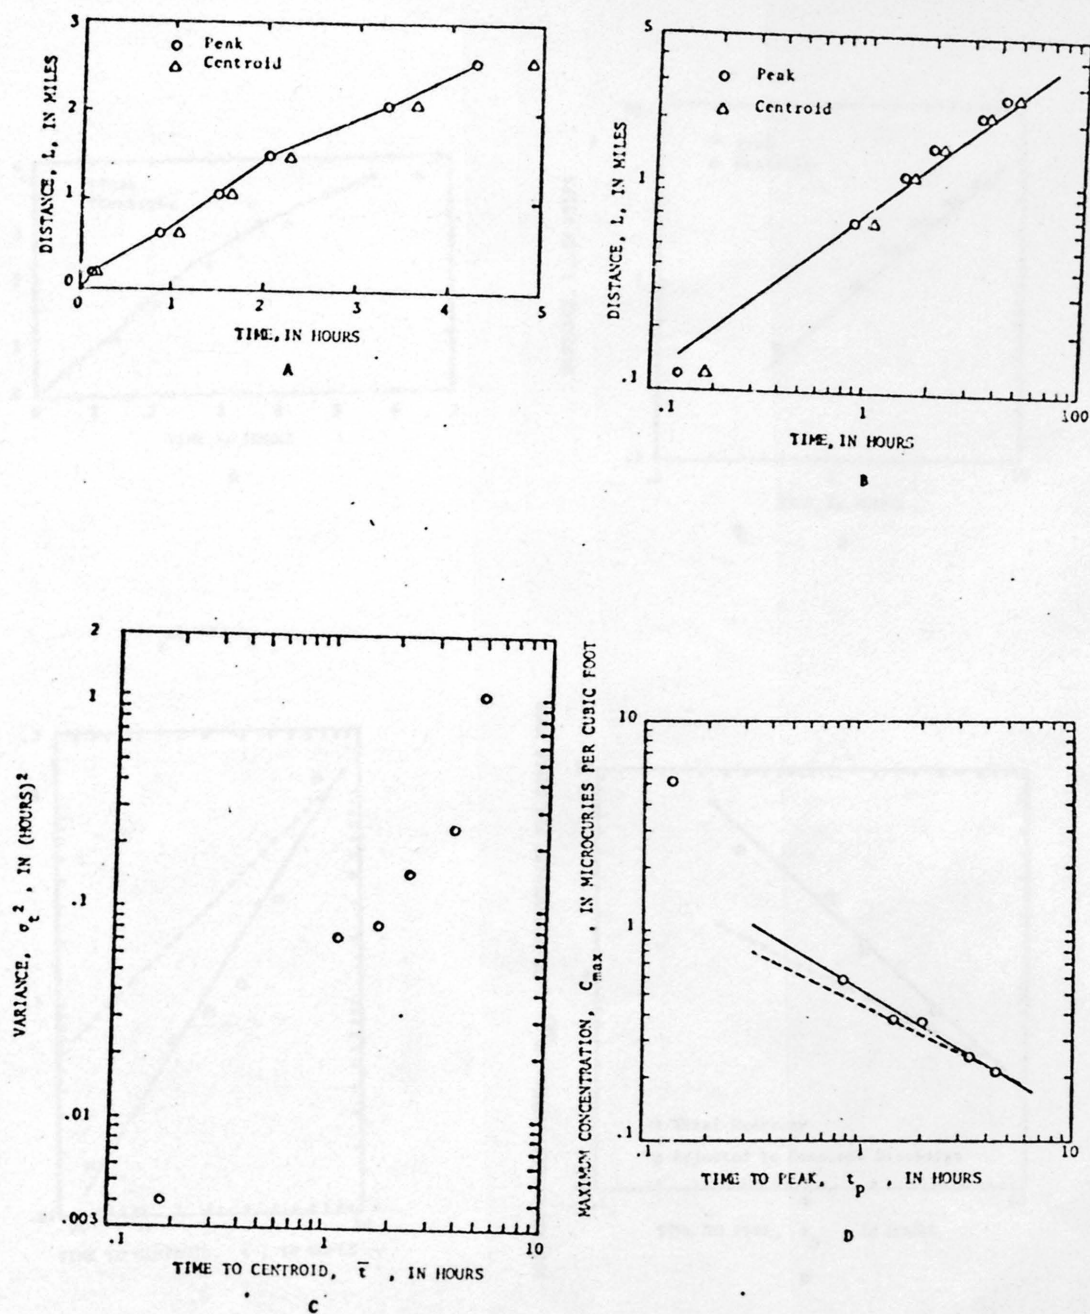 3
2
1
0
DISTANCE, L, IN MILES
Peak
Centroid
0 1 2 3 4 5
TIME, IN HOURS
A
5
1
.1
DISTANCE, L, IN MILES
Peak
Centroid
.1 1 100
TIME, IN HOURS
B
2
1
.1
.01
.003
VARIANCE, σt2 , IN (HOURS)2
.1 1 10
TIME TO CENTROID, t̄ , IN HOURS
C
10
1
0.1
MAXIMUM CONCENTRATION, Cmax , IN MICROCURIES PER CUBIC FOOT
0.1 1 10
TIME TO PEAK, tp , IN HOURS
D